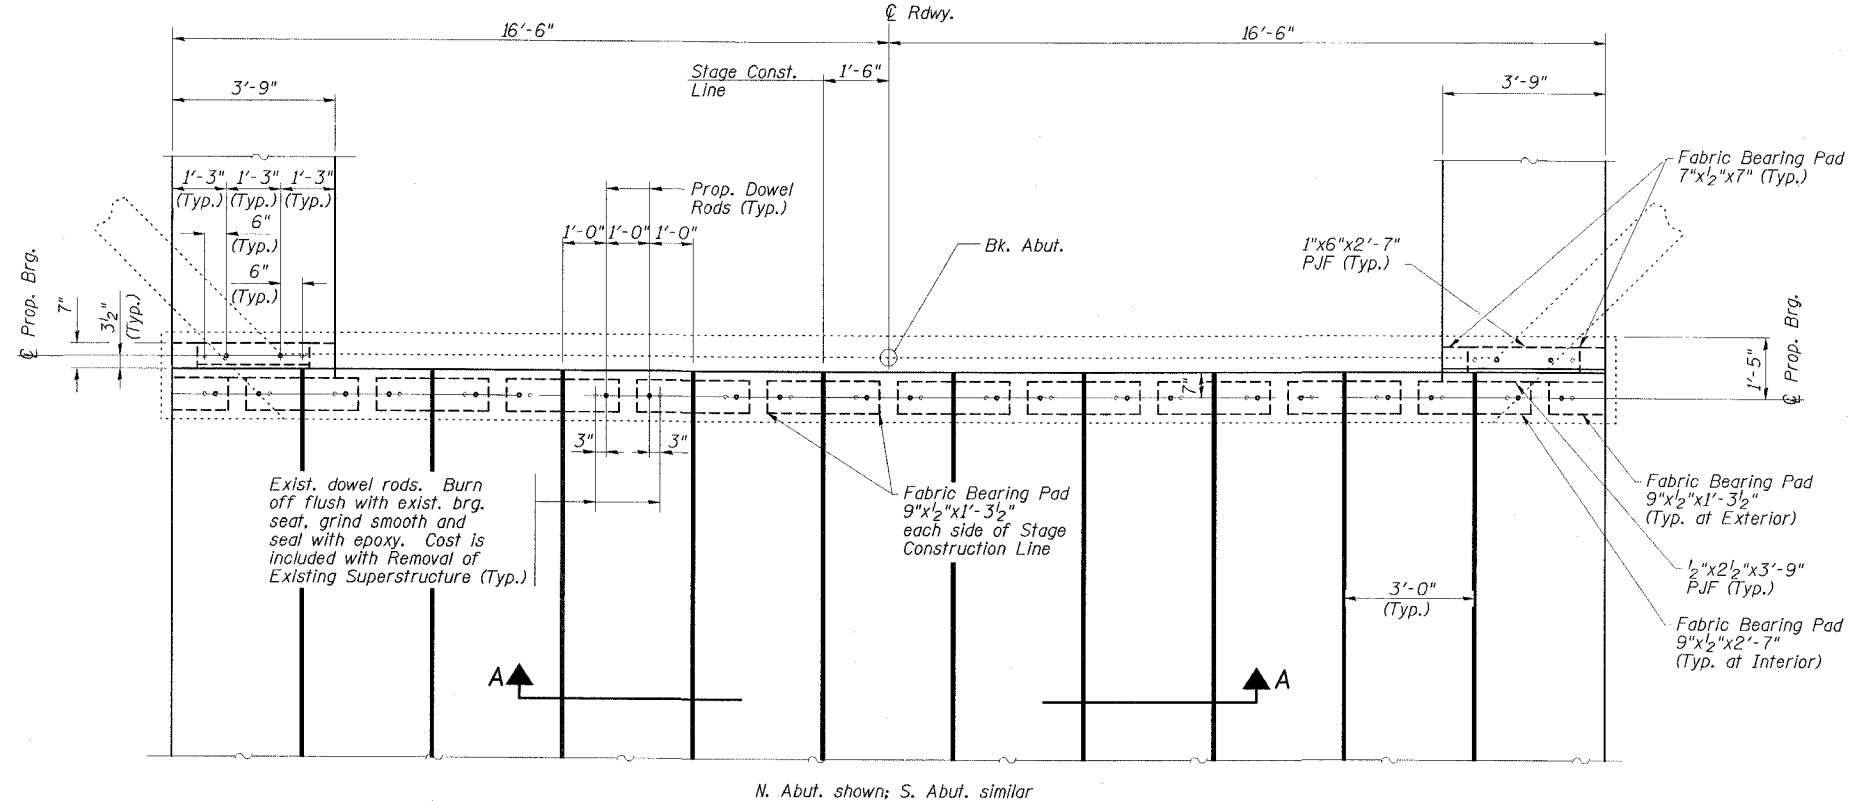 ℄ Rdwy.
16'-6"
16'-6"
Stage Const.
Line
1'-6"
3'-9"
3'-9"
Fabric Bearing Pad
7"x½"x7" (Typ.)
1'-3"
1'-3"
1'-3"
(Typ.)
(Typ.)
(Typ.)
6"
(Typ.)
6"
(Typ.)
Prop. Dowel
Rods (Typ.)
1'-0"
1'-0"
1'-0"
Bk. Abut.
1"x6"x2'-7"
PJF (Typ.)
℄ Prop. Brg.
7"
3½"
(Typ.)
7"
1'-5"
℄ Prop. Brg.
3"
3"
Exist. dowel rods. Burn
off flush with exist. brg.
seat, grind smooth and
seal with epoxy. Cost is
included with Removal of
Existing Superstructure (Typ.)
Fabric Bearing Pad
9"x½"x1'-3½"
each side of Stage
Construction Line
Fabric Bearing Pad
9"x½"x1'-3½"
(Typ. at Exterior)
½"x2½"x3'-9"
PJF (Typ.)
3'-0"
(Typ.)
Fabric Bearing Pad
9"x½"x2'-7"
(Typ. at Interior)
A
A
N. Abut. shown; S. Abut. similar